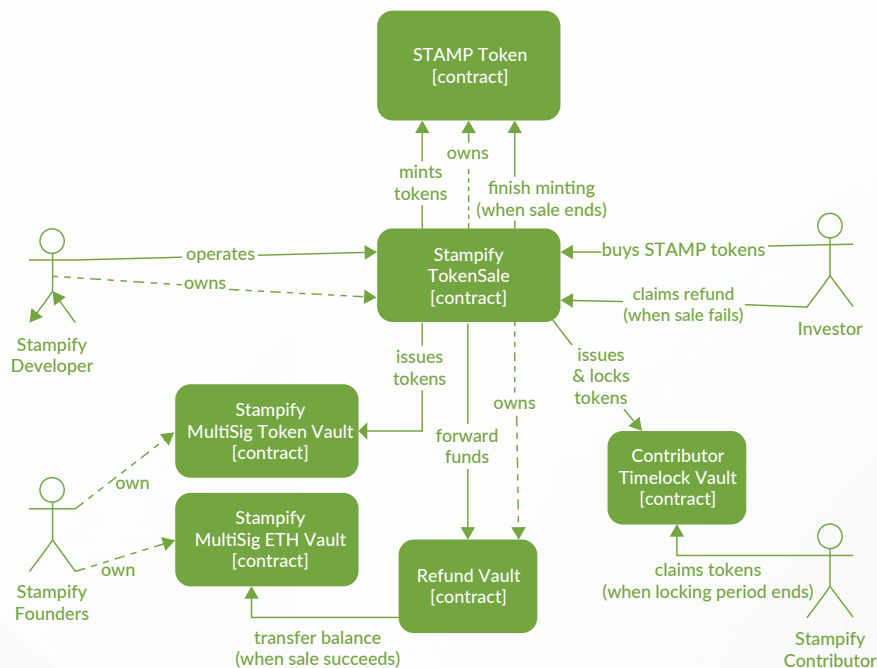 STAMP Token
[contract]
mints
tokens
owns
finish minting
(when sale ends)
operates
owns
Stampify
Developer
Stampify
TokenSale
[contract]
buys STAMP tokens
claims refund
(when sale fails)
Investor
issues
tokens
forward
funds
owns
issues
& locks
tokens
Stampify
MultiSig Token Vault
[contract]
own
Contributor
Timelock Vault
[contract]
Stampify
MultiSig ETH Vault
[contract]
own
Stampify
Founders
Refund Vault
[contract]
claims tokens
(when locking period ends)
transfer balance
(when sale succeeds)
Stampify
Contributor